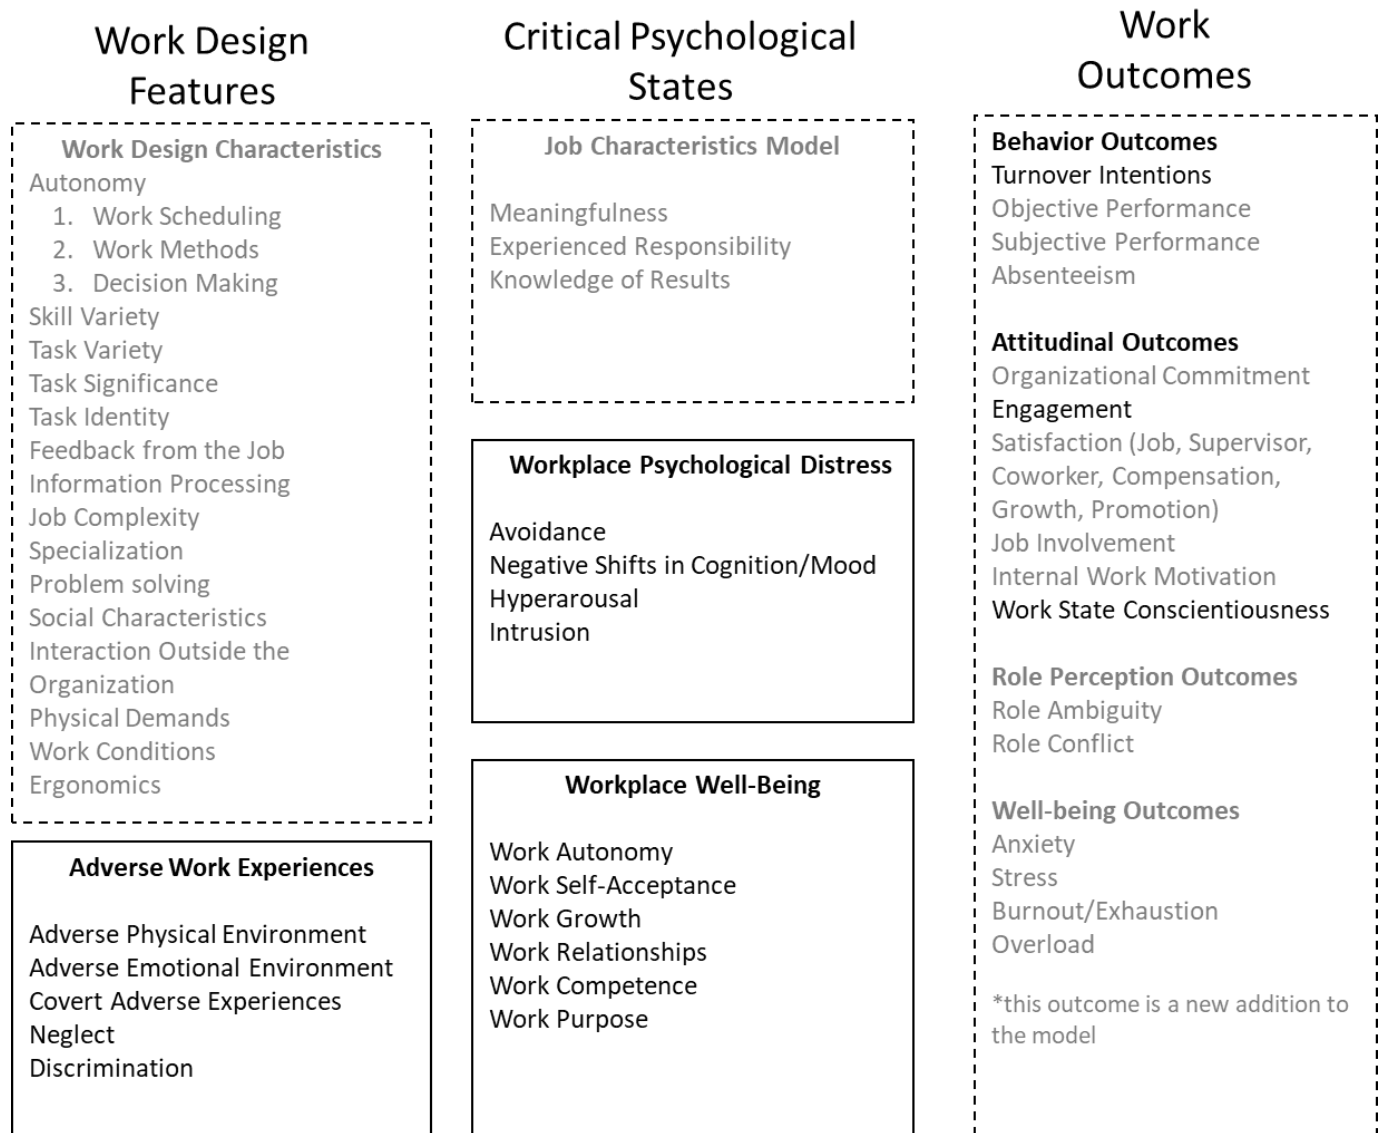 Work Design
Features
Work Design Characteristics
Autonomy
1. Work Scheduling
2. Work Methods
3. Decision Making
Skill Variety
Task Variety
Task Significance
Task Identity
Feedback from the Job
Information Processing
Job Complexity
Specialization
Problem solving
Social Characteristics
Interaction Outside the
Organization
Physical Demands
Work Conditions
Ergonomics
Adverse Work Experiences
Adverse Physical Environment
Adverse Emotional Environment
Covert Adverse Experiences
Neglect
Discrimination
Critical Psychological
States
Job Characteristics Model
Meaningfulness
Experienced Responsibility
Knowledge of Results
Workplace Psychological Distress
Avoidance
Negative Shifts in Cognition/Mood
Hyperarousal
Intrusion
Workplace Well-Being
Work Autonomy
Work Self-Acceptance
Work Growth
Work Relationships
Work Competence
Work Purpose
Work
Outcomes
Behavior Outcomes
Turnover Intentions
Objective Performance
Subjective Performance
Absenteeism
Attitudinal Outcomes
Organizational Commitment
Engagement
Satisfaction (Job, Supervisor,
Coworker, Compensation,
Growth, Promotion)
Job Involvement
Internal Work Motivation
Work State Conscientiousness
Role Perception Outcomes
Role Ambiguity
Role Conflict
Well-being Outcomes
Anxiety
Stress
Burnout/Exhaustion
Overload
*this outcome is a new addition to
the model